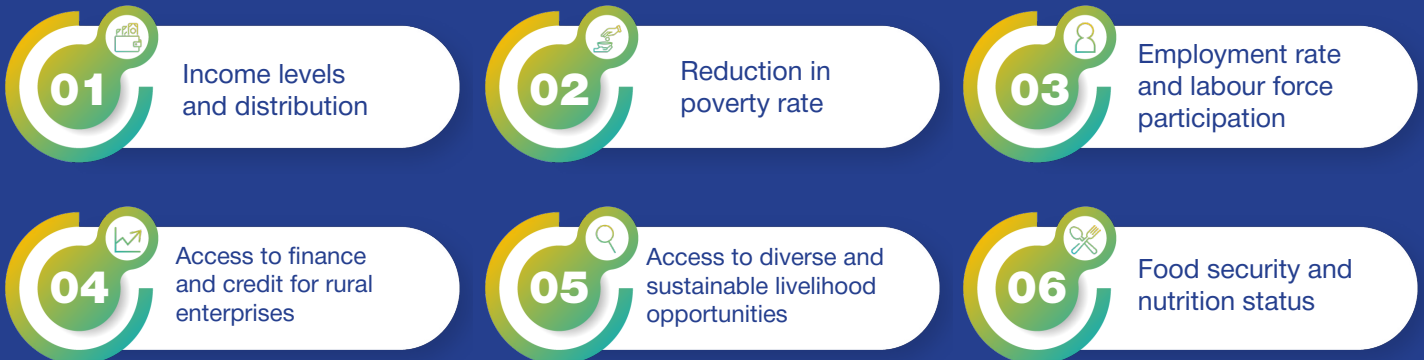 01
Income levels
and distribution
02
Reduction in
poverty rate
03
Employment rate
and labour force
participation
04
Access to finance
and credit for rural
enterprises
05
Access to diverse and
sustainable livelihood
opportunities
06
Food security and
nutrition status